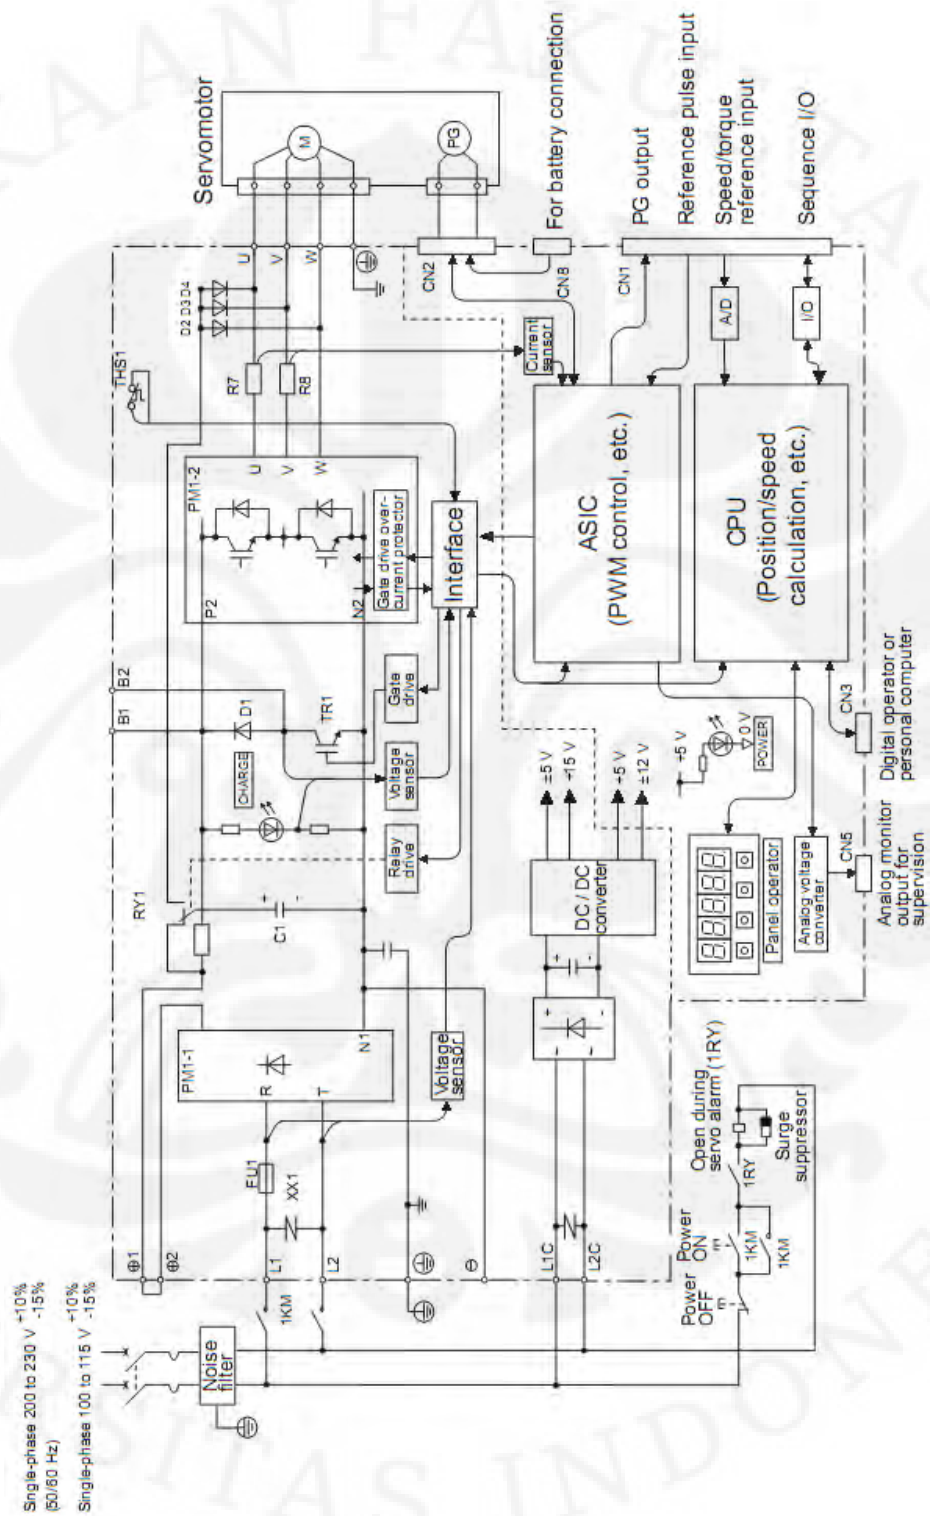 Single-phase 200 to 230 V +10% -15%
(50/60 Hz)
Single-phase 100 to 115 V +10% -15%
Noise
filter
1KM
L1
L2
L1C
L2C
⊕1
⊕2
⊖
FU1
XX1
R
T
PM1-1
N1
Voltage
sensor
RY1
+
-
C1
CHARGE
Relay
drive
Voltage
sensor
Gate
drive
D1
TR1
B1
B2
PM1-2
P2
N2
Gate drive over-
current protector
Interface
U
V
W
THS1
R7
R8
D2 D3 D4
U
V
W
Servomotor
M
PG
CN2
For battery connection
CN8
Current
sensor
CN1
PG output
Reference pulse input
Speed/torque
reference input
Sequence I/O
A/D
I/O
ASIC
(PWM control, etc.)
CPU
(Position/speed
calculation, etc.)
+
-
DC/DC
converter
±5 V
+5 V
±12 V
+5 V
0 V
POWER
Panel operator
Analog voltage
converter
CN5
CN3
Analog monitor
output for
supervision
Digital operator or
personal computer
Power
OFF
Power
ON
1KM
1KM
Open during
servo alarm (1RY)
1RY
Surge
suppressor